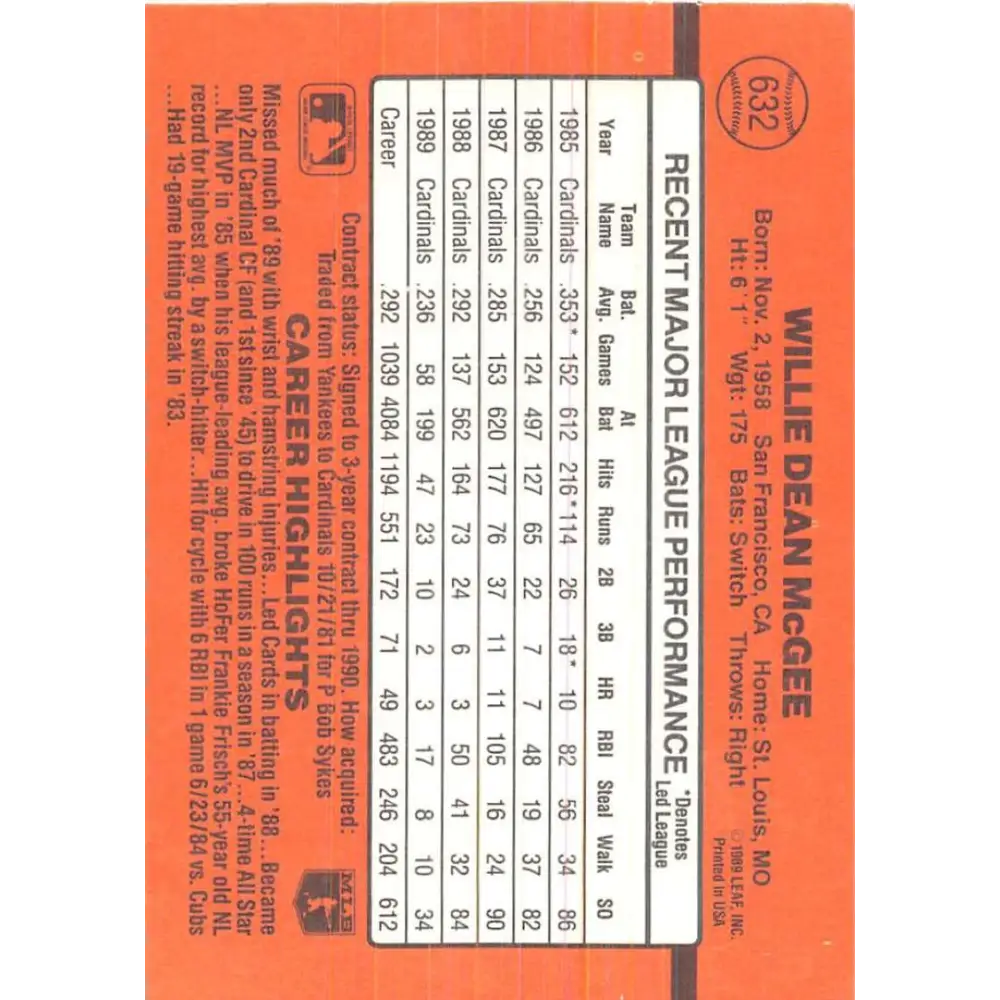 632
WILLIE DEAN McGEE
Born: Nov. 2, 1958 San Francisco, CA Home: St. Louis, MO
Ht: 6'1" Wgt: 175 Bats: Switch Throws: Right
© 1989 LEAF, INC.
Printed in USA
RECENT MAJOR LEAGUE PERFORMANCE *Denotes Led League
Year Team Name Bat. Avg. Games At Bat Hits Runs 2B 3B HR RBI Steal Walk SO
1985 Cardinals .353* 152 612 216* 114 26 18* 10 82 56 34 86
1986 Cardinals .256 124 497 127 65 22 7 7 48 19 37 82
1987 Cardinals .285 153 620 177 76 37 11 11 105 16 24 90
1988 Cardinals .292 137 562 164 73 24 6 3 50 41 32 84
1989 Cardinals .236 58 199 47 23 10 2 3 17 8 10 34
Career .292 1039 4084 1194 551 172 71 49 483 246 204 612
Contract status: Signed to 3-year contract thru 1990. How acquired:
Traded from Yankees to Cardinals 10/21/81 for P Bob Sykes
MLB
CAREER HIGHLIGHTS
Missed much of '89 with wrist and hamstring injuries...Led Cards in batting in '88...Became
only 2nd Cardinal CF (and 1st since '45) to drive in 100 runs in a season in '87...4-time All Star
...NL MVP in '85 when his league-leading avg. broke HoFer Frankie Frisch's 55-year old NL
record for highest avg. by a switch-hitter...Hit for cycle with 6 RBI in 1 game 6/23/84 vs. Cubs
...Had 19-game hitting streak in '83.